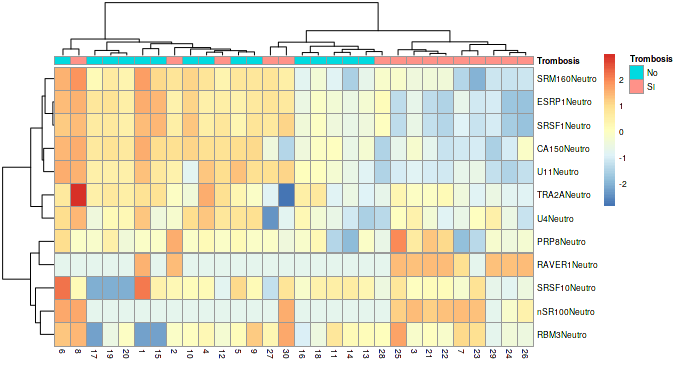 Trombosis
Trombosis
No
SI
SRM160Neutro
ESRP1Neutro
SRSF1Neutro
CA150Neutro
U11Neutro
TRA2ANeutro
U4Neutro
PRP8Neutro
RAVER1Neutro
SRSF10Neutro
nSR100Neutro
RBM3Neutro
2
1
0
-1
-2
6 8 17 19 20 1 15 2 10 4 12 5 9 27 30 16 18 11 14 13 28 25 3 21 22 7 23 29 24 26